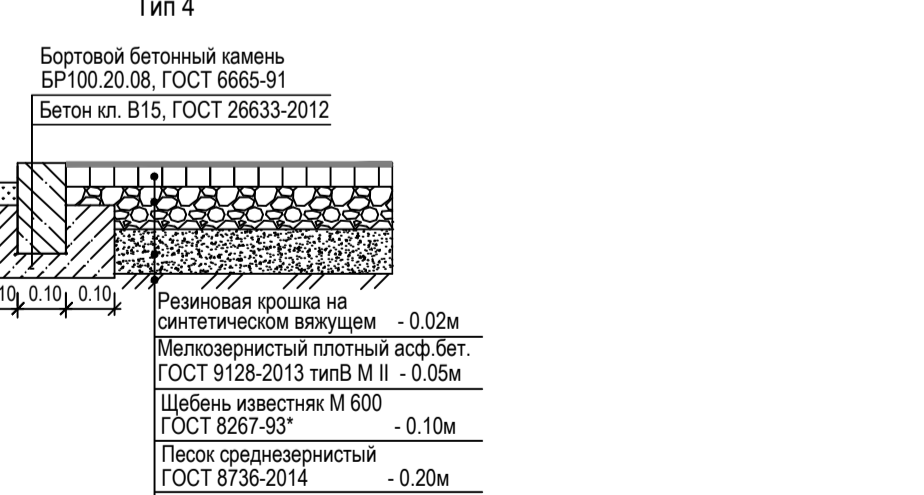 Тип 4
Бортовой бетонный камень
БР100.20.08, ГОСТ 6665-91
Бетон кл. В15, ГОСТ 26633-2012
10 0.10 0.10
Резиновая крошка на
синтетическом вяжущем - 0.02м
Мелкозернистый плотный асф.бет.
ГОСТ 9128-2013 типВ М II - 0.05м
Щебень известняк М 600
ГОСТ 8267-93* - 0.10м
Песок среднезернистый
ГОСТ 8736-2014 - 0.20м